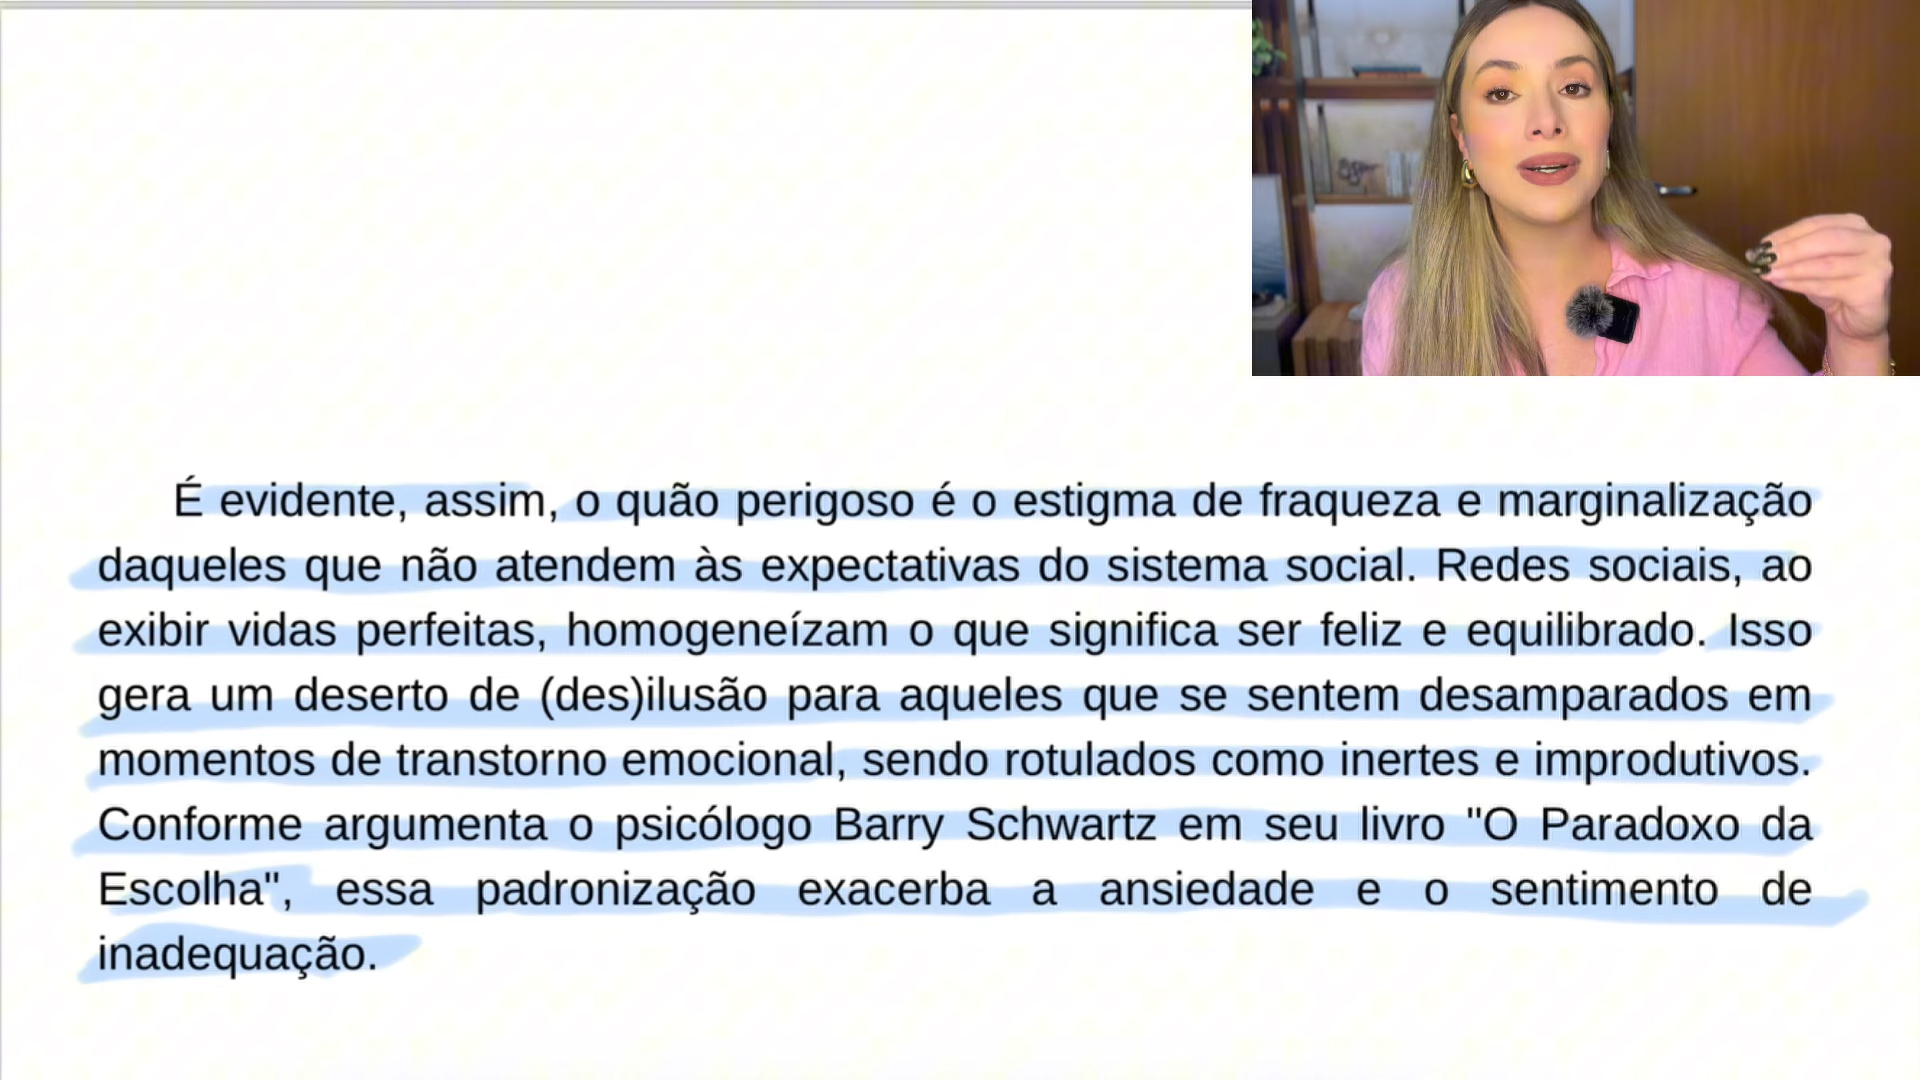 É evidente, assim, o quão perigoso é o estigma de fraqueza e marginalização
daqueles que não atendem às expectativas do sistema social. Redes sociais, ao
exibir vidas perfeitas, homogeneízam o que significa ser feliz e equilibrado. Isso
gera um deserto de (des)ilusão para aqueles que se sentem desamparados em
momentos de transtorno emocional, sendo rotulados como inertes e improdutivos.
Conforme argumenta o psicólogo Barry Schwartz em seu livro "O Paradoxo da
Escolha", essa padronização exacerba a ansiedade e o sentimento de
inadequação.